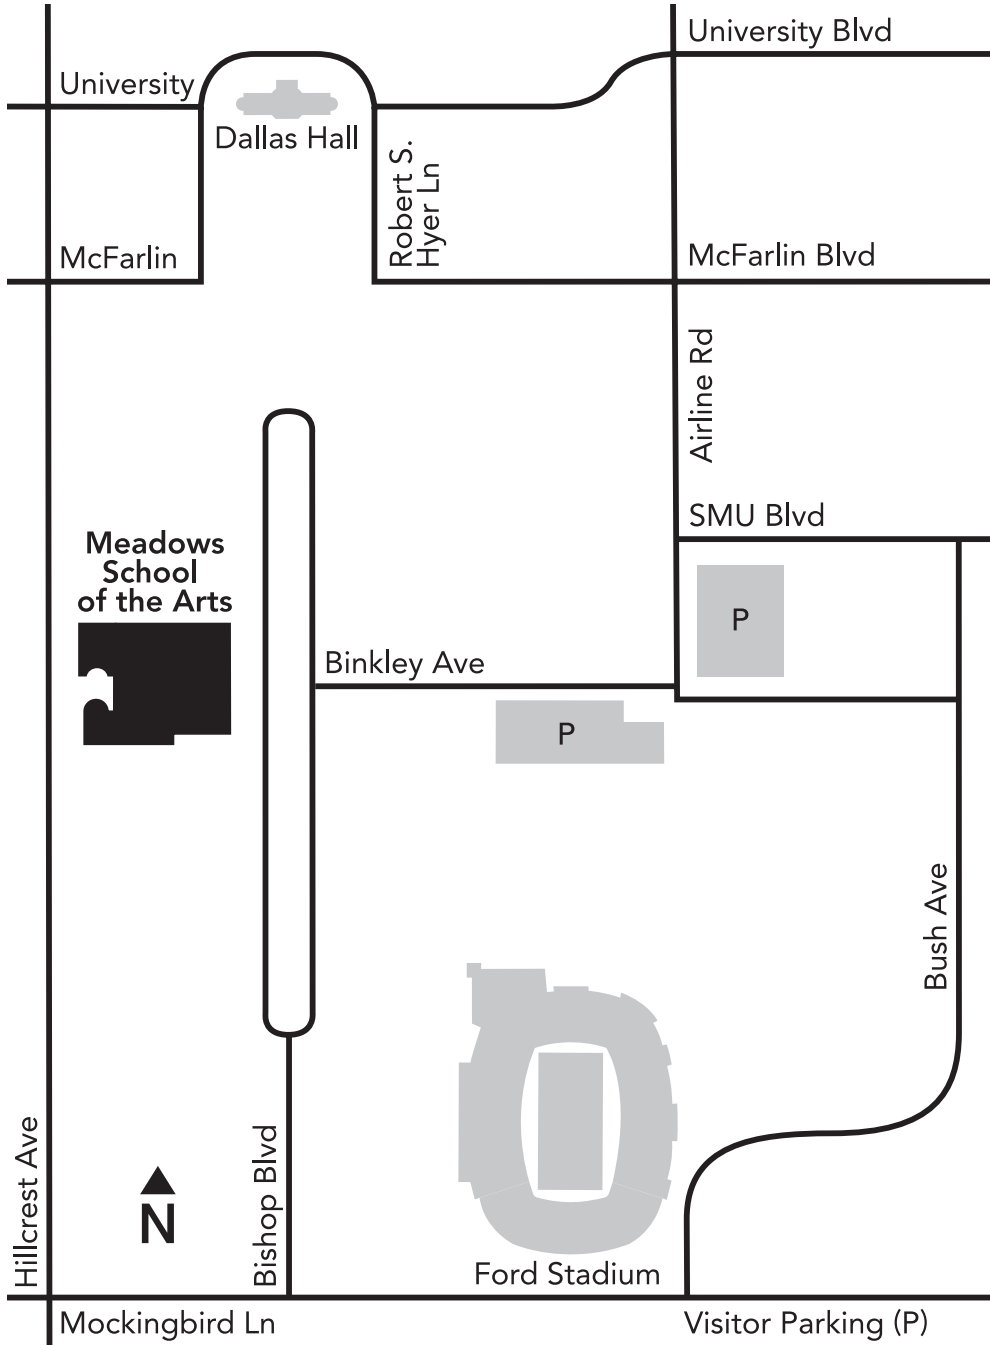 University Blvd
University
Dallas Hall
Robert S.
Hyer Ln
McFarlin
McFarlin Blvd
Airline Rd
SMU Blvd
Meadows
School
of the Arts
P
Binkley Ave
P
Bush Ave
Hillcrest Ave
N
Bishop Blvd
Ford Stadium
Mockingbird Ln
Visitor Parking (P)